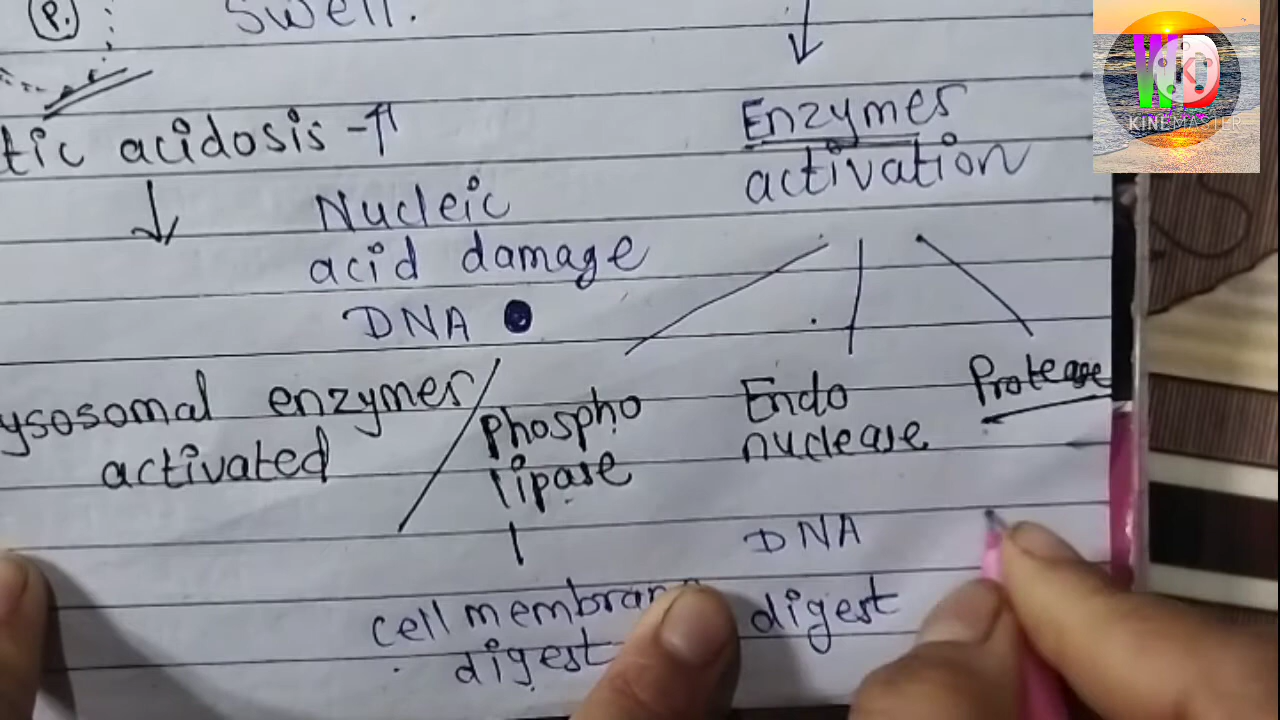 P.
swell.
tic acidosis -↑↑
Nucleic
acid damage
DNA
ysosomal enzymes
activated
Enzymes
activation
Phospho
lipase
cell membran
digest
Endo
nuclease
DNA
digest
Protease
KINEMASTER